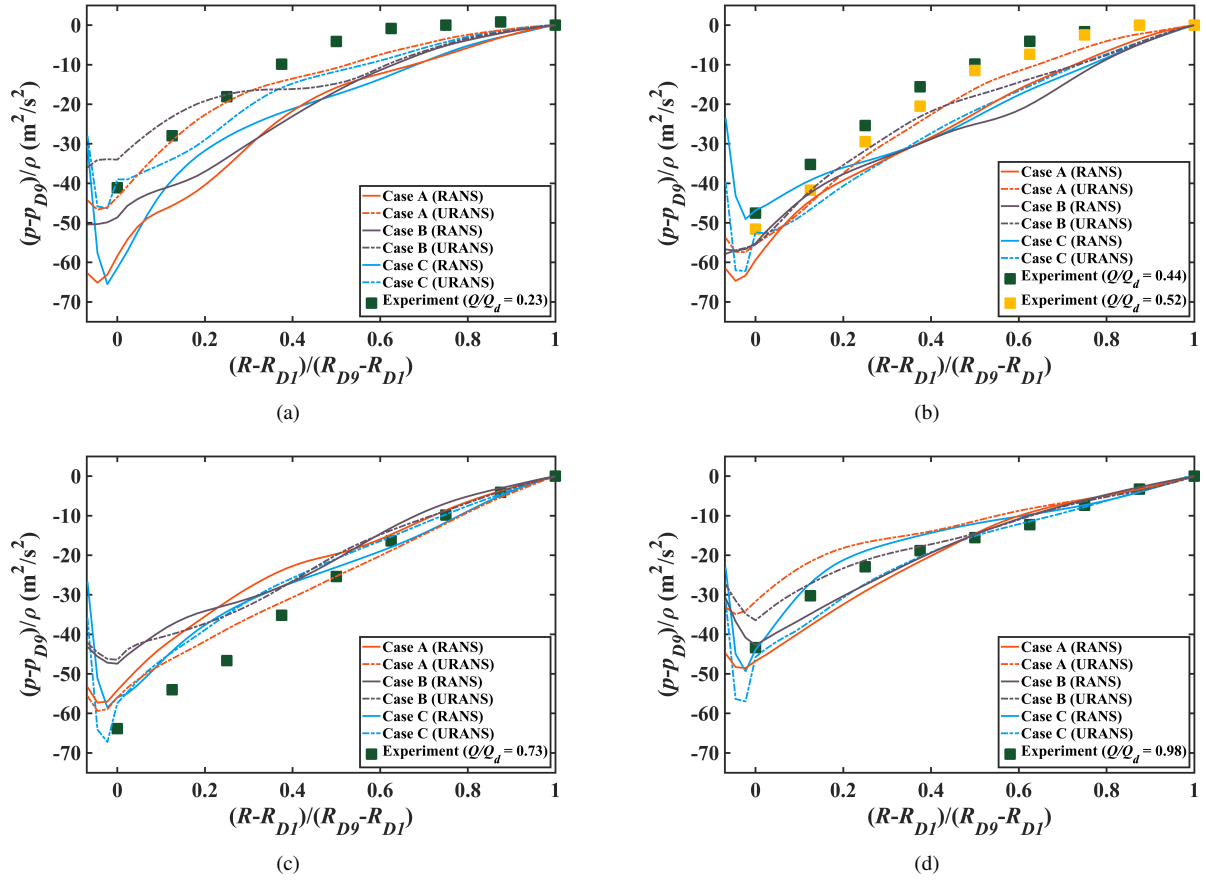 0
-10
-20
-30
-40
-50
-60
-70
(p-p_D9)/ρ (m²/s²)
0 0.2 0.4 0.6 0.8 1
(R-R_D1)/(R_D9-R_D1)
Case A (RANS)
Case A (URANS)
Case B (RANS)
Case B (URANS)
Case C (RANS)
Case C (URANS)
Experiment (Q/Q_d = 0.23)
(a)
0
-10
-20
-30
-40
-50
-60
-70
(p-p_D9)/ρ (m²/s²)
0 0.2 0.4 0.6 0.8 1
(R-R_D1)/(R_D9-R_D1)
Case A (RANS)
Case A (URANS)
Case B (RANS)
Case B (URANS)
Case C (RANS)
Case C (URANS)
Experiment (Q/Q_d = 0.44)
Experiment (Q/Q_d = 0.52)
(b)
0
-10
-20
-30
-40
-50
-60
-70
(p-p_D9)/ρ (m²/s²)
0 0.2 0.4 0.6 0.8 1
(R-R_D1)/(R_D9-R_D1)
Case A (RANS)
Case A (URANS)
Case B (RANS)
Case B (URANS)
Case C (RANS)
Case C (URANS)
Experiment (Q/Q_d = 0.73)
(c)
0
-10
-20
-30
-40
-50
-60
-70
(p-p_D9)/ρ (m²/s²)
0 0.2 0.4 0.6 0.8 1
(R-R_D1)/(R_D9-R_D1)
Case A (RANS)
Case A (URANS)
Case B (RANS)
Case B (URANS)
Case C (RANS)
Case C (URANS)
Experiment (Q/Q_d = 0.98)
(d)